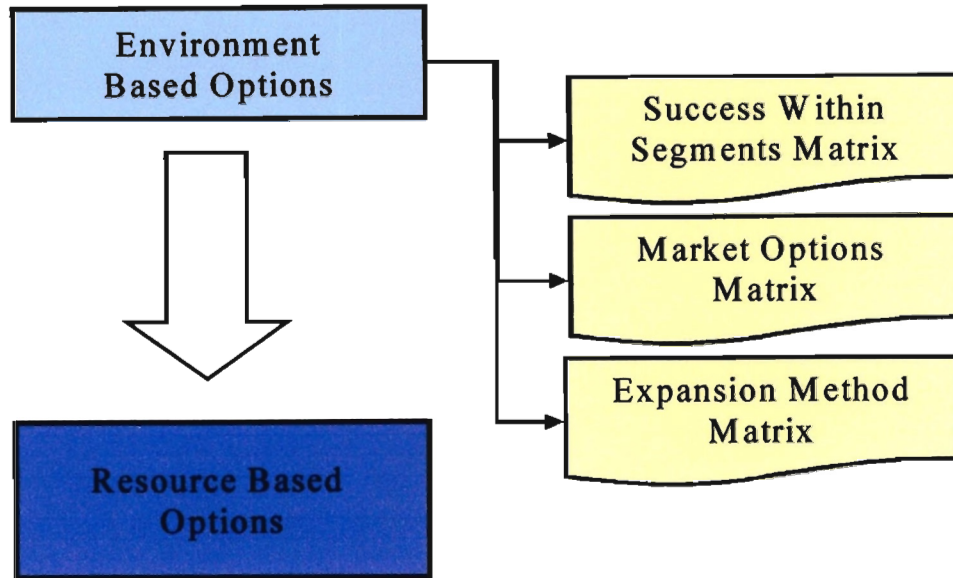 Environment
Based Options
Success Within
Segments Matrix
Market Options
Matrix
Expansion Method
Matrix
Resource Based
Options